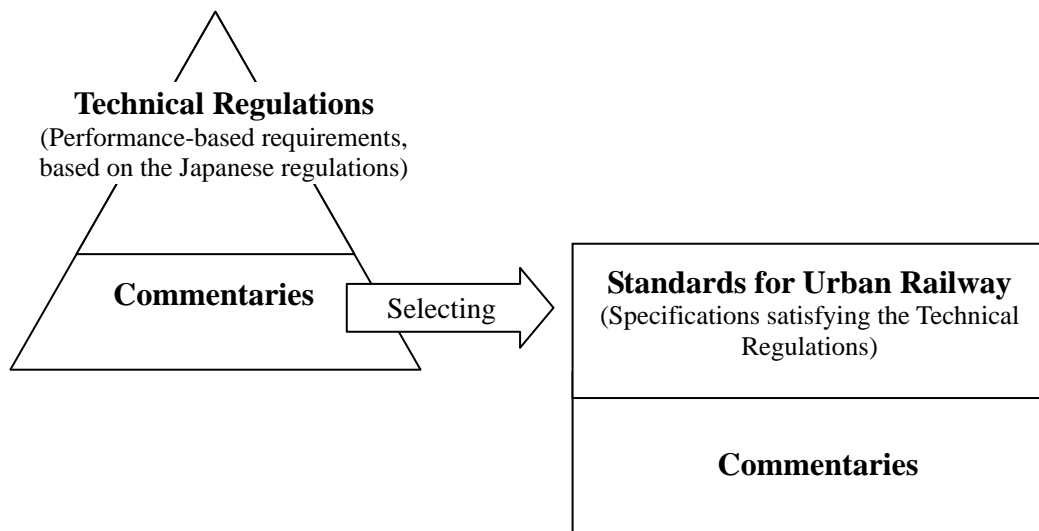 Technical Regulations
(Performance-based requirements,
based on the Japanese regulations)
Commentaries
Selecting
Standards for Urban Railway
(Specifications satisfying the Technical
Regulations)
Commentaries